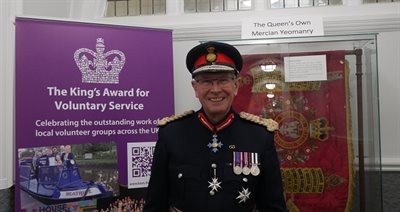 The King's Award for
Voluntary Service
Celebrating the outstanding work of
local volunteer groups across the UK
The Queen's Own
Mercian Yeomanry